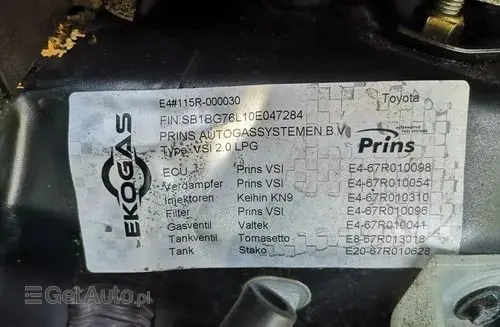 E4#115R-000030 Toyota
FIN:SB1BG76L10E047284
PRINS AUTOGASSYSTEMEN B.V.
Type: VSI 2.0 LPG
EKOGAS
Prins
ECU Prins VSI E4-67R010098
Verdampfer Prins VSI E4-67R010054
Injektoren Keihin KN9 E4-67R010310
Filter Prins VSI E4-67R010096
Gasventil Valtek E4-67R010041
Tankventil Tomasetto E8-67R013018
Tank Stako E20-67R010628
GetAuto.pl